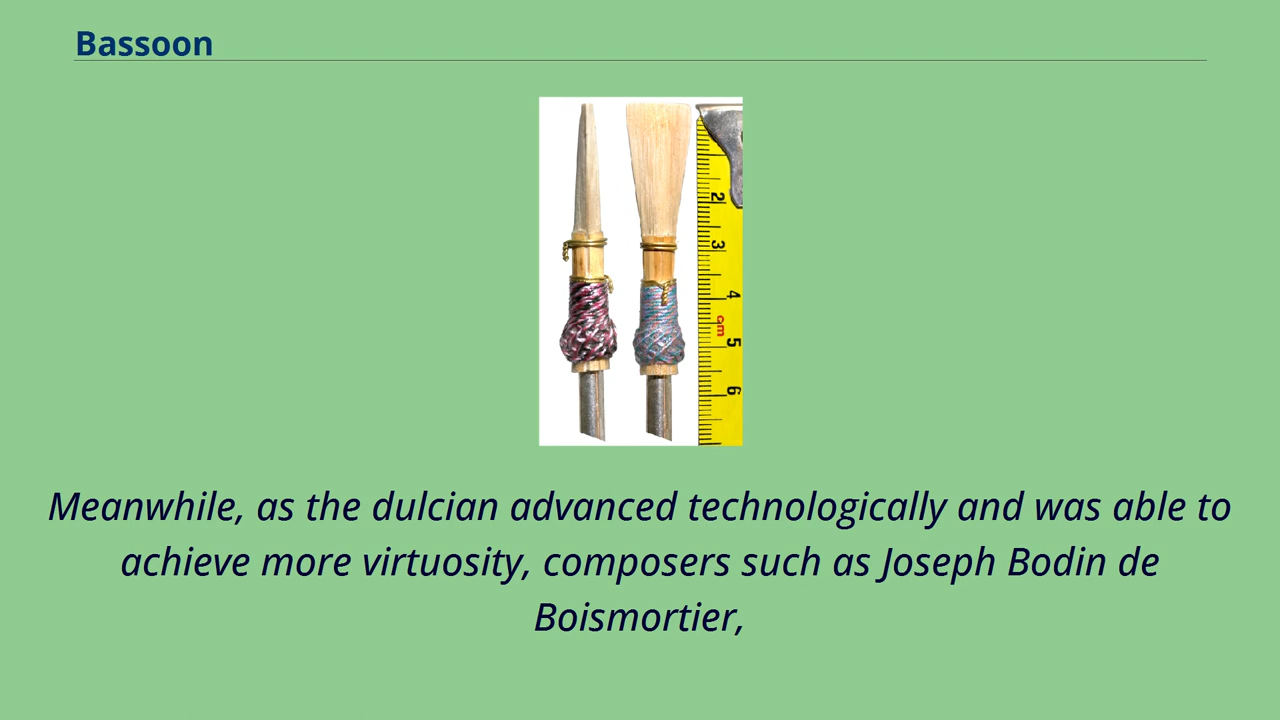 Bassoon
2
3
4
cm
5
6
Meanwhile, as the dulcian advanced technologically and was able to
achieve more virtuosity, composers such as Joseph Bodin de
Boismortier,